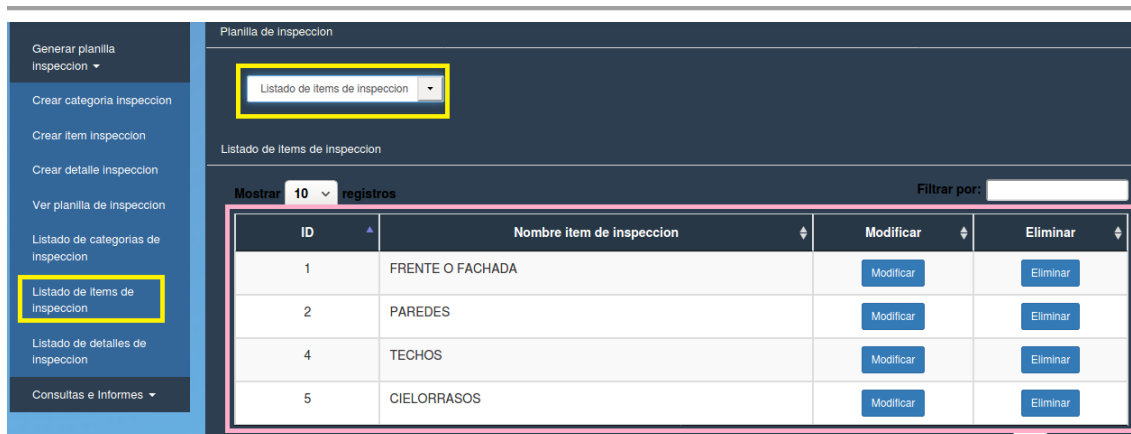 Generar planilla
inspeccion
Crear categoria inspeccion
Crear item inspeccion
Crear detalle inspeccion
Ver planilla de inspeccion
Listado de categorias de
inspeccion
Listado de items de
inspeccion
Listado de detalles de
inspeccion
Consultas e Informes
Planilla de inspeccion
Listado de items de inspeccion
Listado de items de inspeccion
Mostrar 10 registros Filtrar por:
ID Nombre item de inspeccion Modificar Eliminar
1 FRENTE O FACHADA Modificar Eliminar
2 PAREDES Modificar Eliminar
4 TECHOS Modificar Eliminar
5 CIELORRASOS Modificar Eliminar